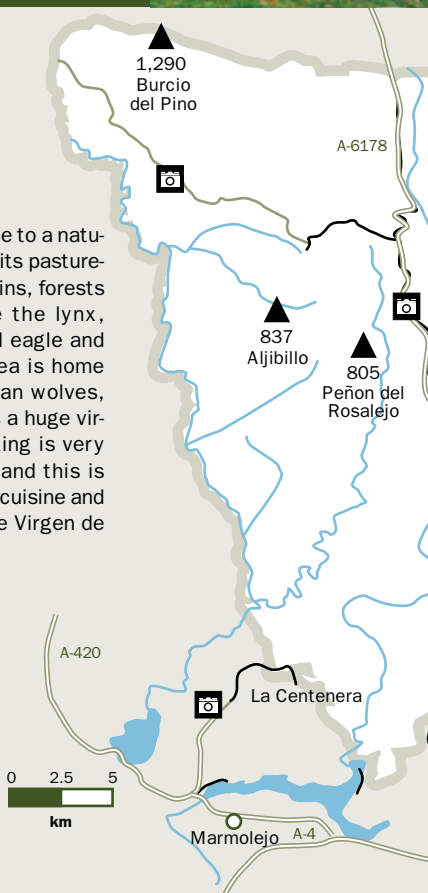 1,290
Burcio
del Pino
A-6178
e to a natu-
its pasture-
ins, forests
the lynx,
eagle and
ea is home
an wolves,
a huge vir-
ing is very
and this is
cuisine and
e Virgen de
837
Aljibillo
805
Peñon del
Rosalejo
A-420
La Centenera
0 2.5 5
km
Marmolejo
A-4